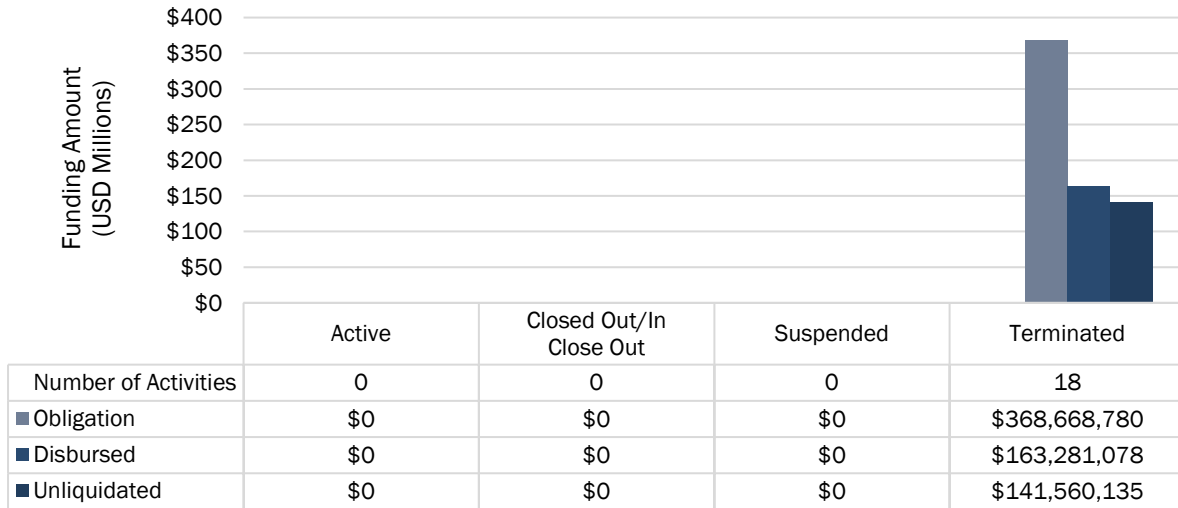 $400
$350
$300
$250
$200
$150
$100
$50
$0
Funding Amount
(USD Millions)
Active
Closed Out/In
Close Out
Suspended
Terminated
Number of Activities 0 0 0 18
Obligation $0 $0 $0 $368,668,780
Disbursed $0 $0 $0 $163,281,078
Unliquidated $0 $0 $0 $141,560,135